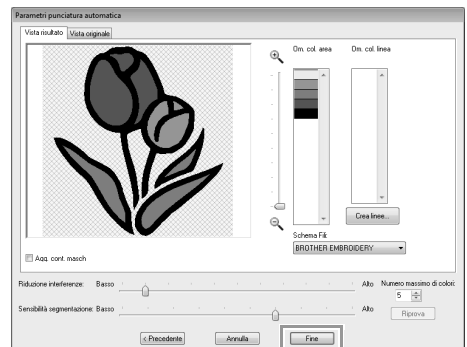 Parametri punciatura automatica
Vista risultato Vista originale
Om. col. area Om. col. linea
Crea linee...
Schema Fili:
BROTHER EMBROIDERY
Agg. cont. masch
Riduzione interferenze: Basso Alto Numero massimo di colori:
5
Sensibilità segmentazione: Basso Alto Riprova
< Precedente Annulla Fine